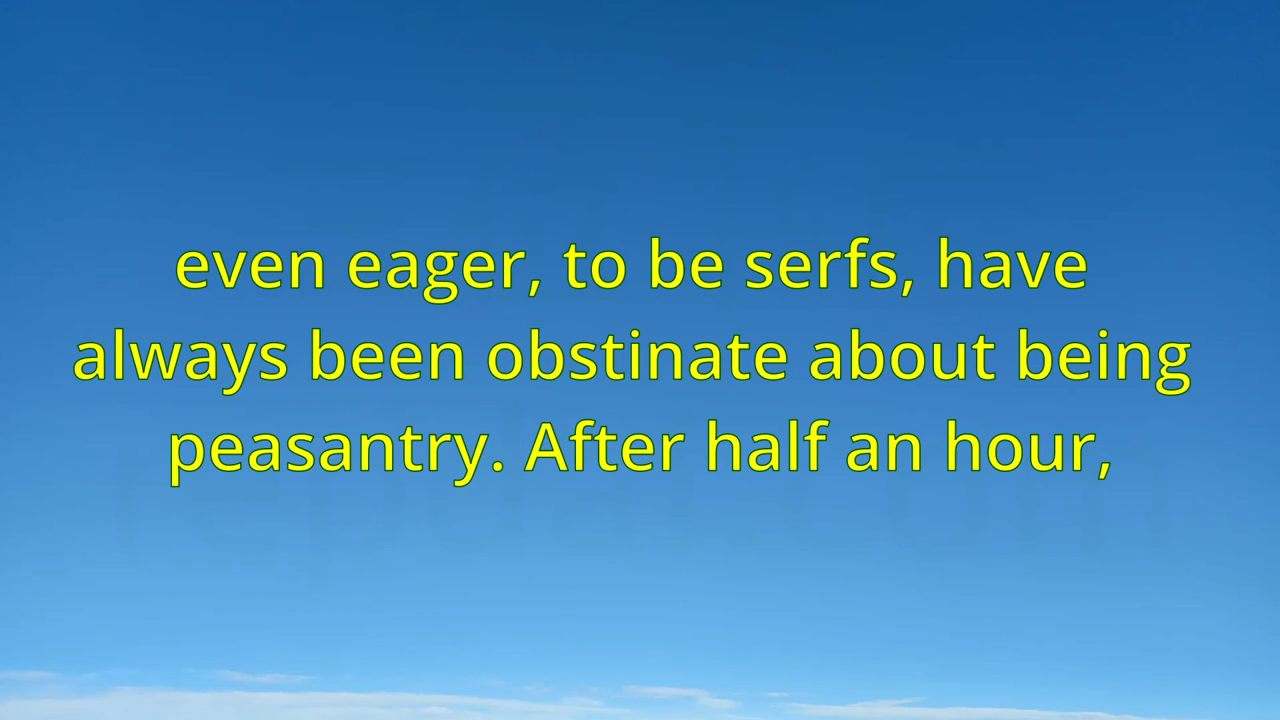 even eager, to be serfs, have
always been obstinate about being
peasantry. After half an hour,